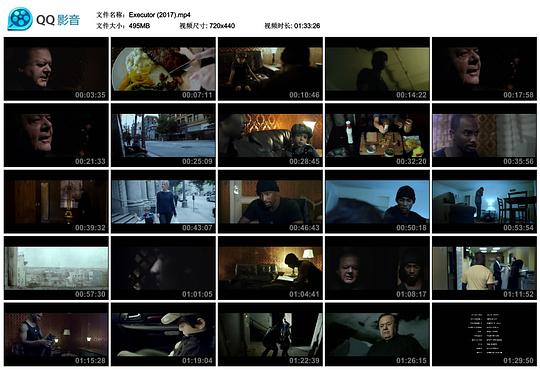 QQ影音
文件名称：Executor (2017).mp4
文件大小：495MB 视频尺寸: 720x440 视频时长: 01:33:26
00:03:35 00:07:11 00:10:46 00:14:22 00:17:58
00:21:33 00:25:09 00:28:45 00:32:20 00:35:56
00:39:32 00:43:07 00:46:43 00:50:18 00:53:54
00:57:30 01:01:05 01:04:41 01:08:17 01:11:52
01:15:28 01:19:04 01:22:39 01:26:15 01:29:50